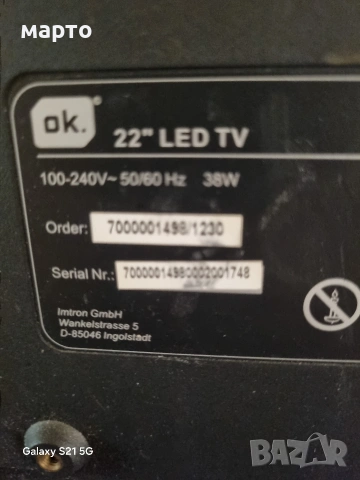 марто
ok.®
22" LED TV
100-240V~ 50/60 Hz 38W
Order: 7000001498/1230
Serial Nr.: 70000014980002001748
Imtron GmbH
Wankelstrasse 5
D-85046 Ingolstadt
Galaxy S21 5G
BAZAR